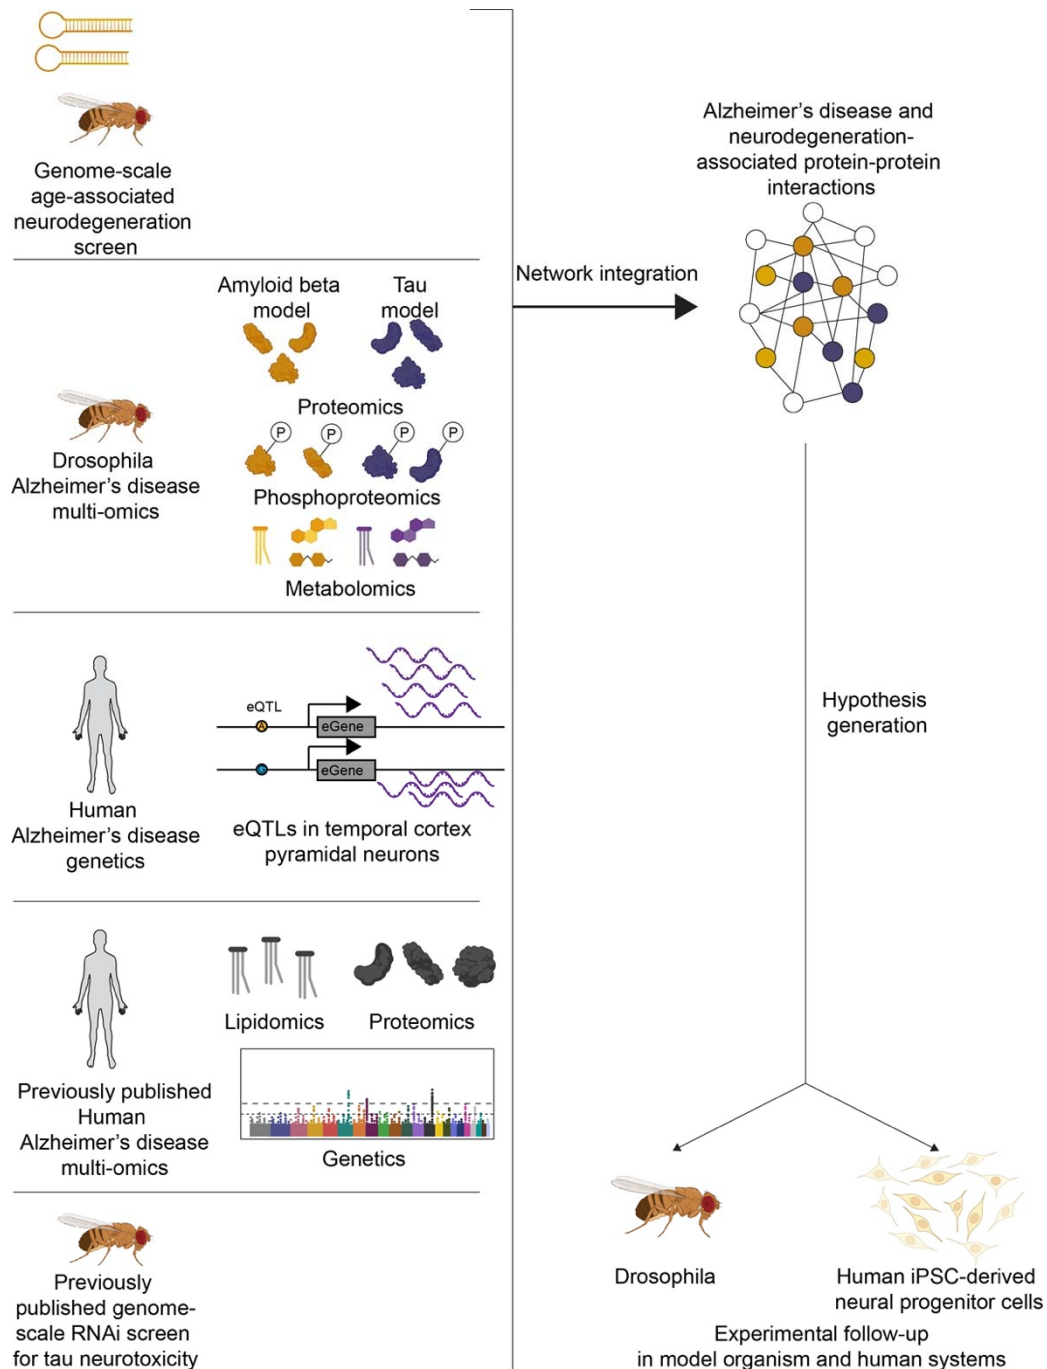 Genome-scale
age-associated
neurodegeneration
screen
Amyloid beta
model
Tau
model
Proteomics
P
P
P
P
Phosphoproteomics
Metabolomics
Drosophila
Alzheimer's disease
multi-omics
eQTL
A
eGene
G
eGene
eQTLs in temporal cortex
pyramidal neurons
Human
Alzheimer's disease
genetics
Lipidomics
Proteomics
Genetics
Previously published
Human
Alzheimer's disease
multi-omics
Previously
published genome-
scale RNAi screen
for tau neurotoxicity
Network integration
Alzheimer's disease and
neurodegeneration-
associated protein-protein
interactions
Hypothesis
generation
Drosophila
Human iPSC-derived
neural progenitor cells
Experimental follow-up
in model organism and human systems